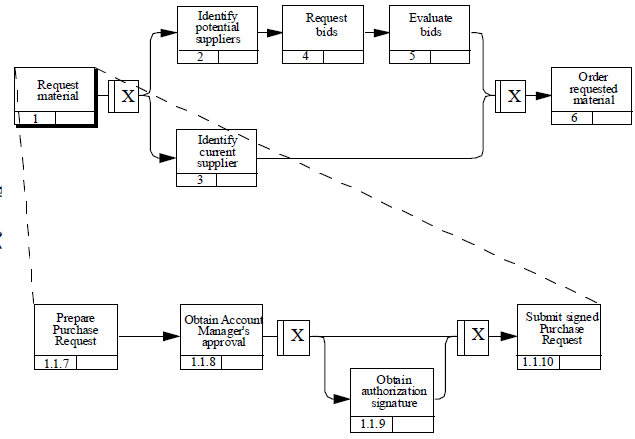 Identify
potential
suppliers
2
Request
bids
4
Evaluate
bids
5
Request
material
1
X
X
Order
requested
material
6
Identify
current
supplier
3
Prepare
Purchase
Request
1.1.7
Obtain Account
Manager's
approval
1.1.8
X
X
Submit signed
Purchase
Request
1.1.10
Obtain
authorization
signature
1.1.9